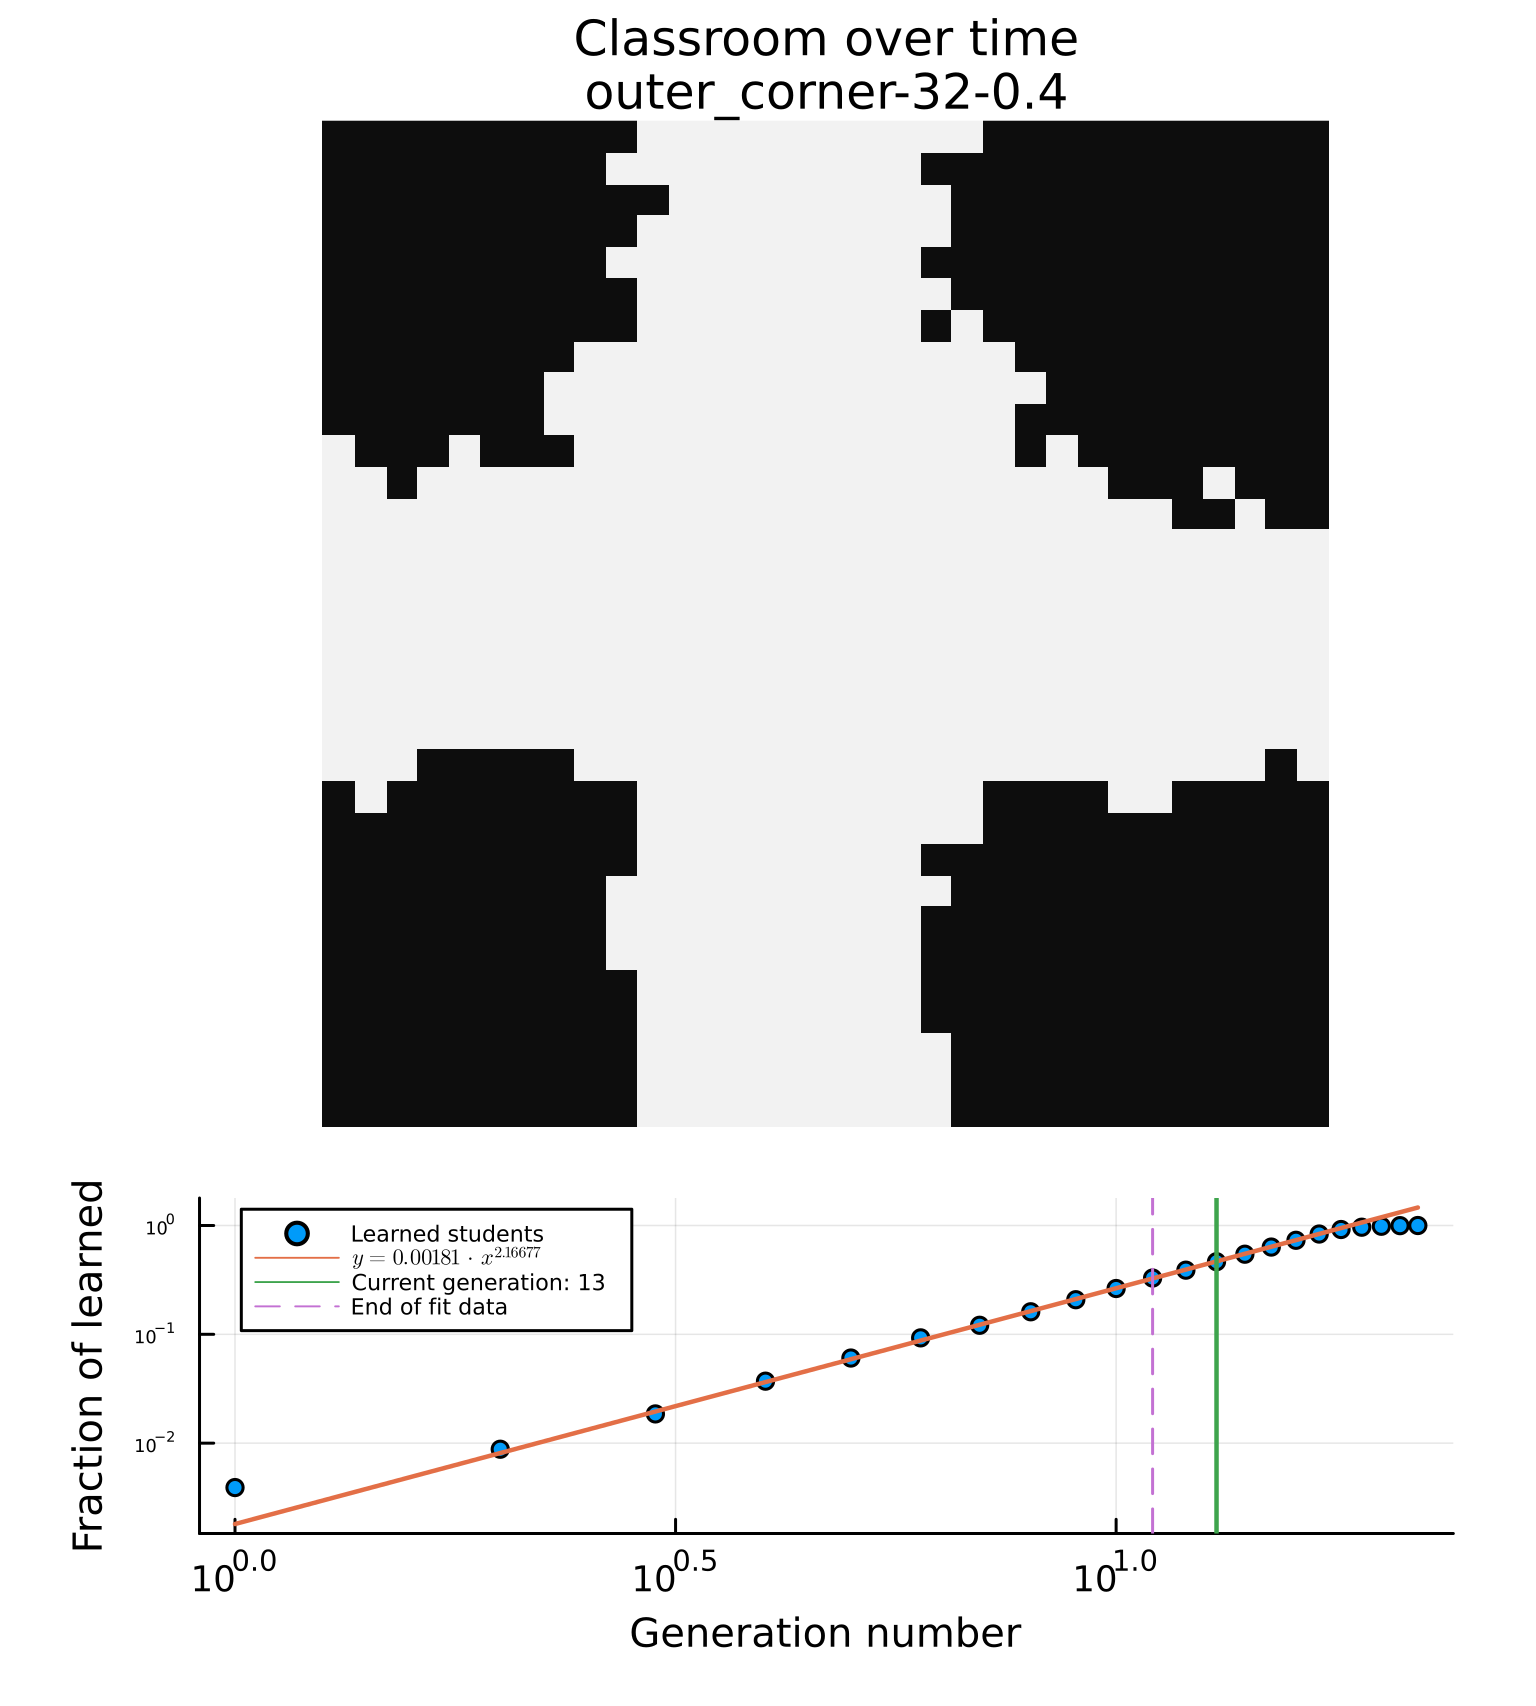 Classroom over time
outer_corner-32-0.4
Fraction of learned
10^0
10^-1
10^-2
Learned students
y = 0.00181 · x^2.16677
Current generation: 13
End of fit data
10^0.0
10^0.5
10^1.0
Generation number